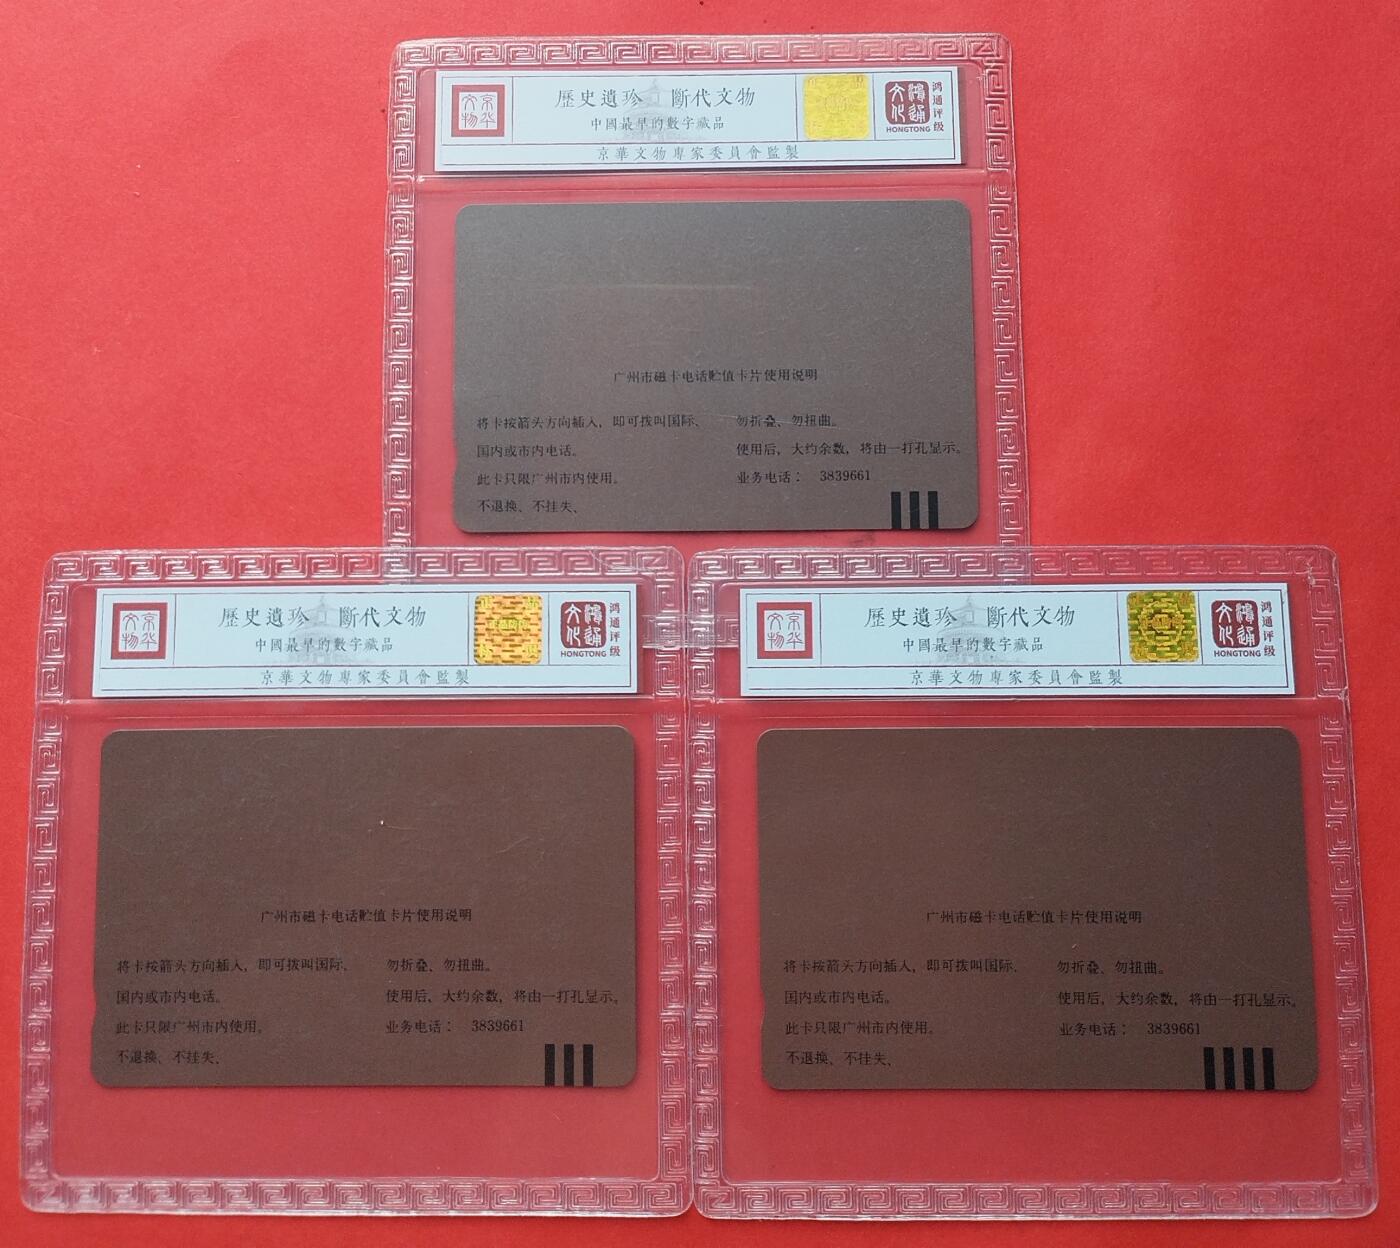 京华文物
歷史遺珍 斷代文物
中國最早的數字藏品
京華文物專家委員會監製
鴻通文化
HONGTONG
鸿通评级
广州市磁卡电话贮值卡片使用说明
将卡按箭头方向插入，即可拨叫国际、
国内或市内电话。
此卡只限广州市内使用。
不退换、不挂失、
勿折叠、勿扭曲。
使用后，大约余数，将由一打孔显示。
业务电话： 3839661
京华文物
歷史遺珍 斷代文物
中國最早的數字藏品
京華文物專家委員會監製
鴻通文化
HONGTONG
鸿通评级
广州市磁卡电话贮值卡片使用说明
将卡按箭头方向插入，即可拨叫国际、
国内或市内电话。
此卡只限广州市内使用。
不退换、不挂失、
勿折叠、勿扭曲。
使用后，大约余数，将由一打孔显示。
业务电话： 3839661
京华文物
歷史遺珍 斷代文物
中國最早的數字藏品
京華文物專家委員會監製
鴻通文化
HONGTONG
鸿通评级
广州市磁卡电话贮值卡片使用说明
将卡按箭头方向插入，即可拨叫国际、
国内或市内电话。
此卡只限广州市内使用。
不退换、不挂失、
勿折叠、勿扭曲。
使用后，大约余数，将由一打孔显示。
业务电话： 3839661